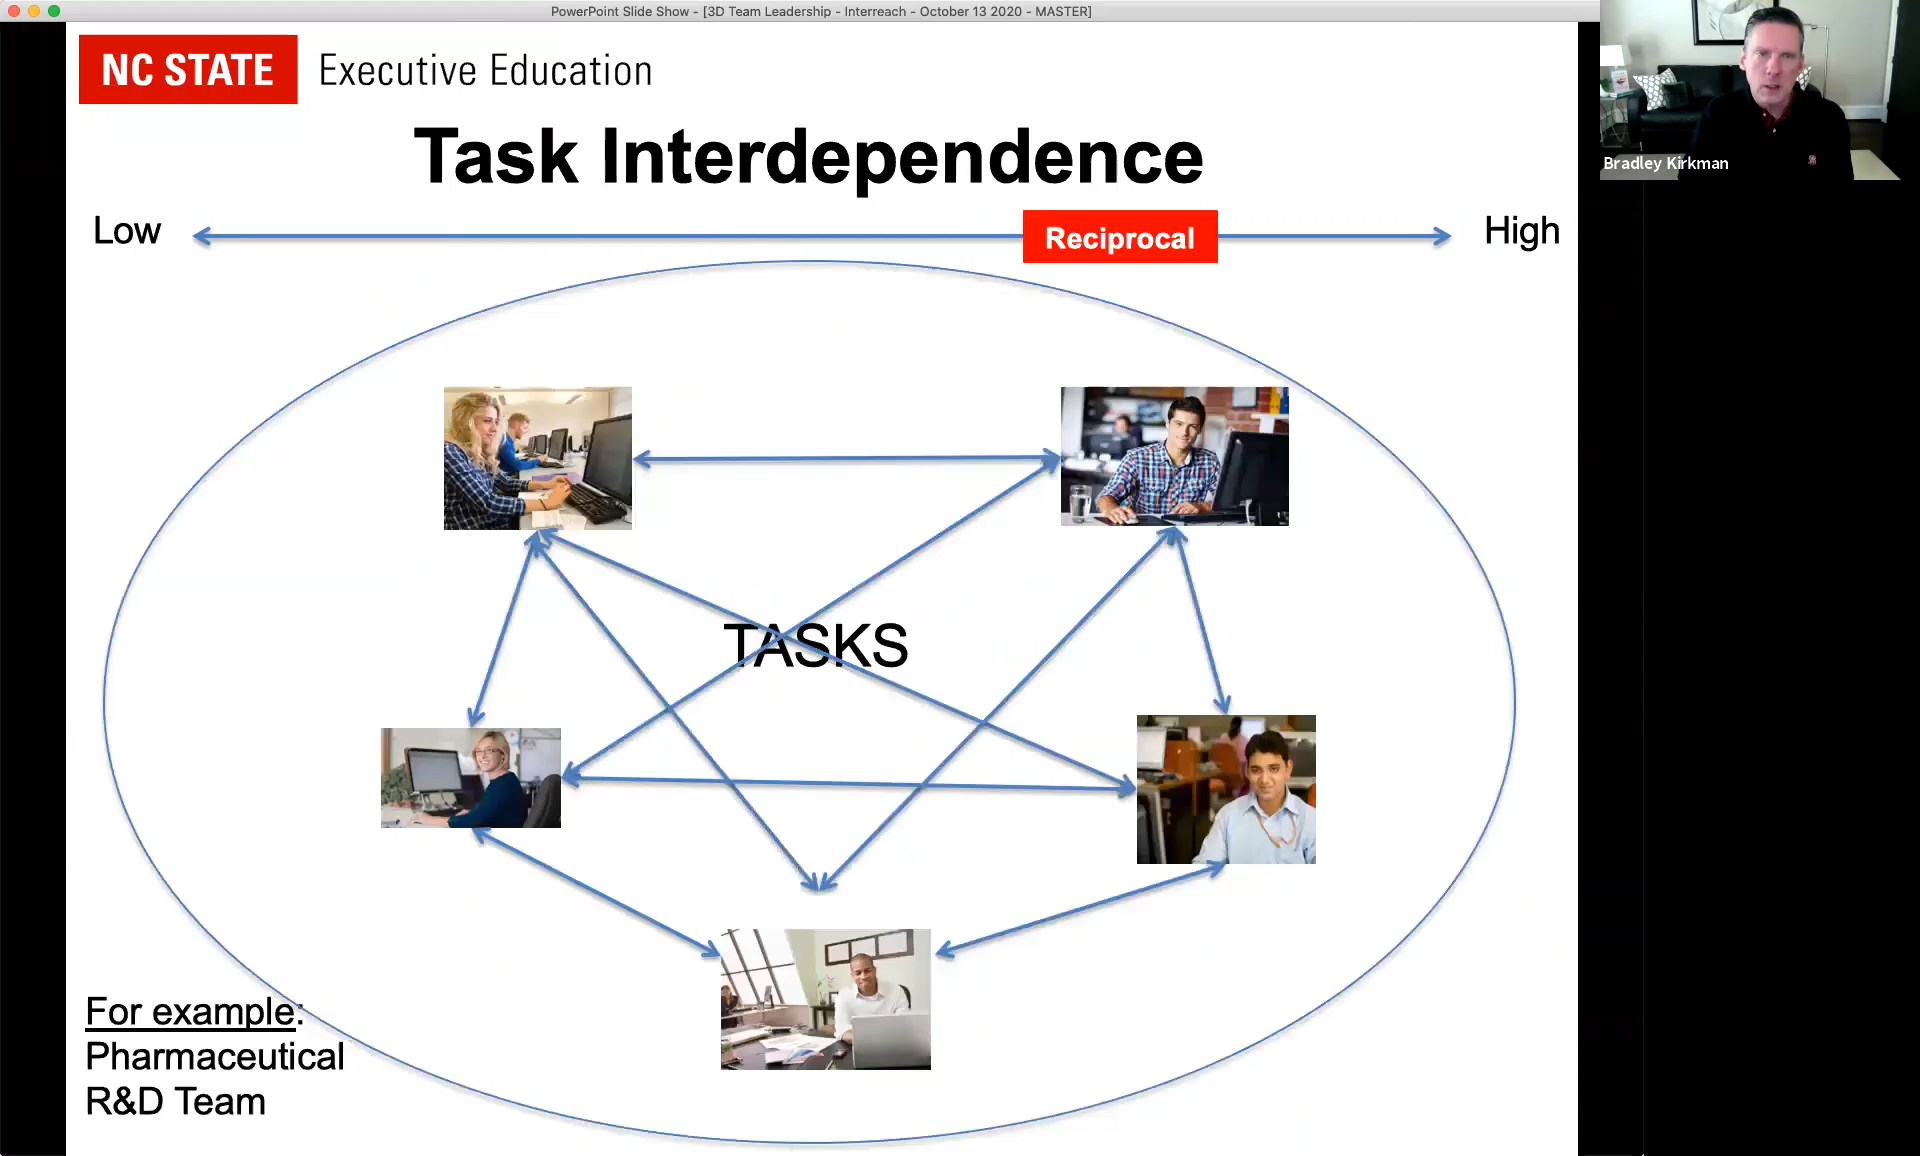 PowerPoint Slide Show - [3D Team Leadership - Interreach - October 13 2020 - MASTER]
NC STATE Executive Education
Bradley Kirkman
Task Interdependence
Low
Reciprocal
High
TASKS
For example:
Pharmaceutical
R&D Team